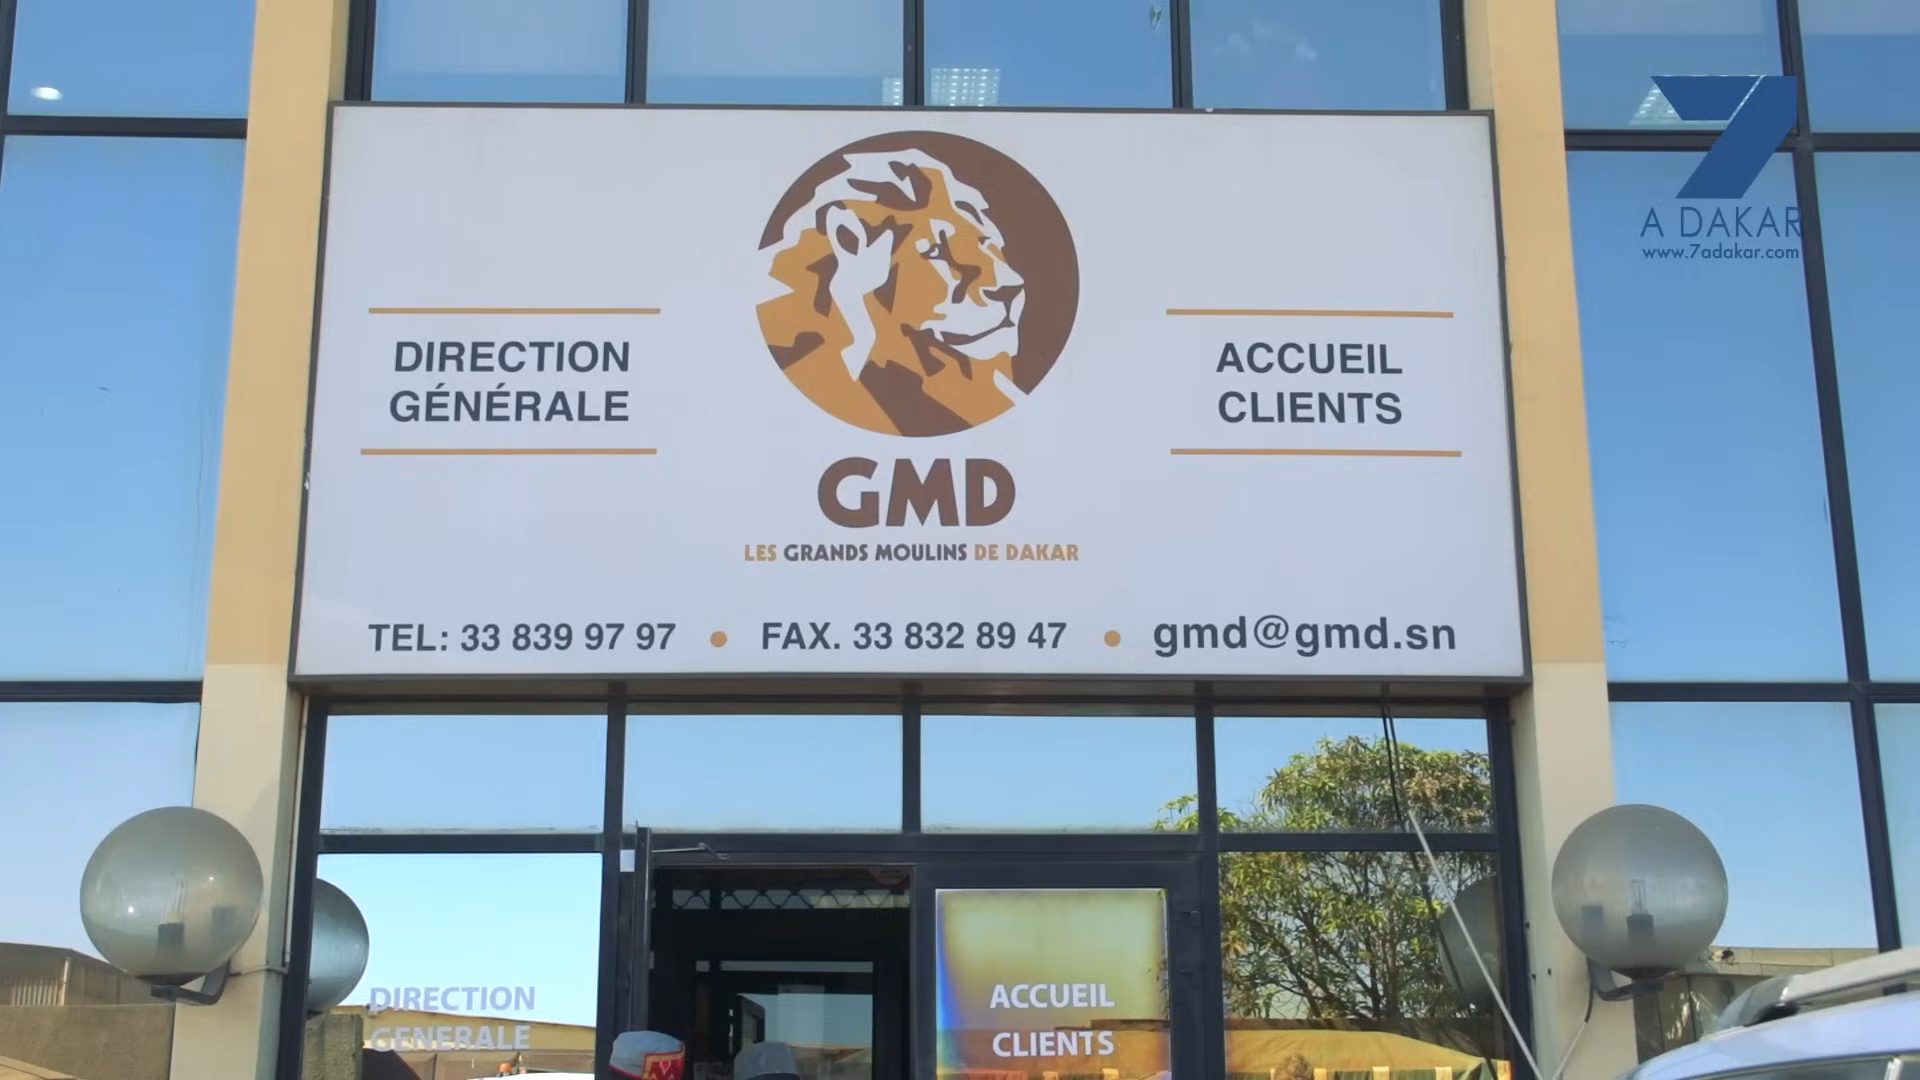 7
A DAKAR
www.7adakar.com
DIRECTION
GÉNÉRALE
GMD
LES GRANDS MOULINS DE DAKAR
ACCUEIL
CLIENTS
TEL: 33 839 97 97 • FAX. 33 832 89 47 • gmd@gmd.sn
DIRECTION
GENERALE
ACCUEIL
CLIENTS